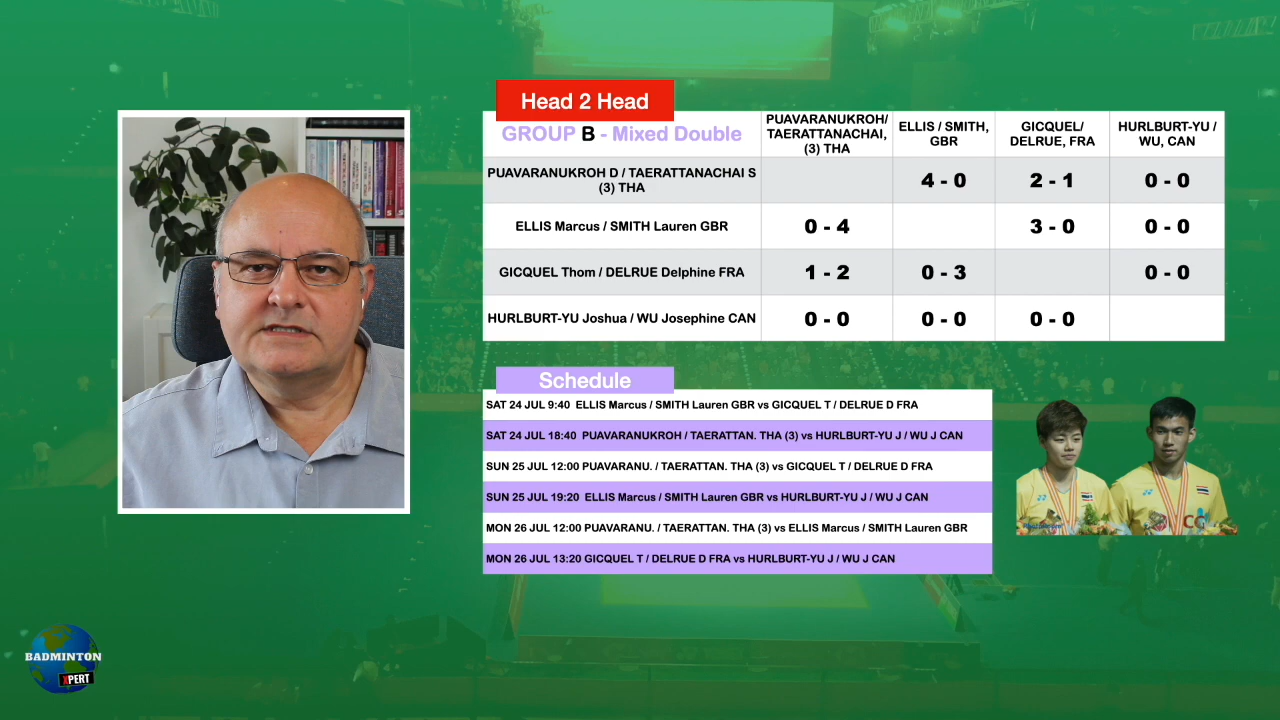 Head 2 Head
GROUP B - Mixed Double
PUAVARANUKROH/
TAERATTANACHAI,
(3) THA
ELLIS / SMITH,
GBR
GICQUEL/
DELRUE, FRA
HURLBURT-YU /
WU, CAN
PUAVARANUKROH D / TAERATTANACHAI S
(3) THA
4 - 0
2 - 1
0 - 0
ELLIS Marcus / SMITH Lauren GBR
0 - 4
3 - 0
0 - 0
GICQUEL Thom / DELRUE Delphine FRA
1 - 2
0 - 3
0 - 0
HURLBURT-YU Joshua / WU Josephine CAN
0 - 0
0 - 0
0 - 0
Schedule
SAT 24 JUL 9:40 ELLIS Marcus / SMITH Lauren GBR vs GICQUEL T / DELRUE D FRA
SAT 24 JUL 18:40 PUAVARANUKROH / TAERATTAN. THA (3) vs HURLBURT-YU J / WU J CAN
SUN 25 JUL 12:00 PUAVARANU. / TAERATTAN. THA (3) vs GICQUEL T / DELRUE D FRA
SUN 25 JUL 19:20 ELLIS Marcus / SMITH Lauren GBR vs HURLBURT-YU J / WU J CAN
MON 26 JUL 12:00 PUAVARANU. / TAERATTAN. THA (3) vs ELLIS Marcus / SMITH Lauren GBR
MON 26 JUL 13:20 GICQUEL T / DELRUE D FRA vs HURLBURT-YU J / WU J CAN
BADMINTON
XPERT